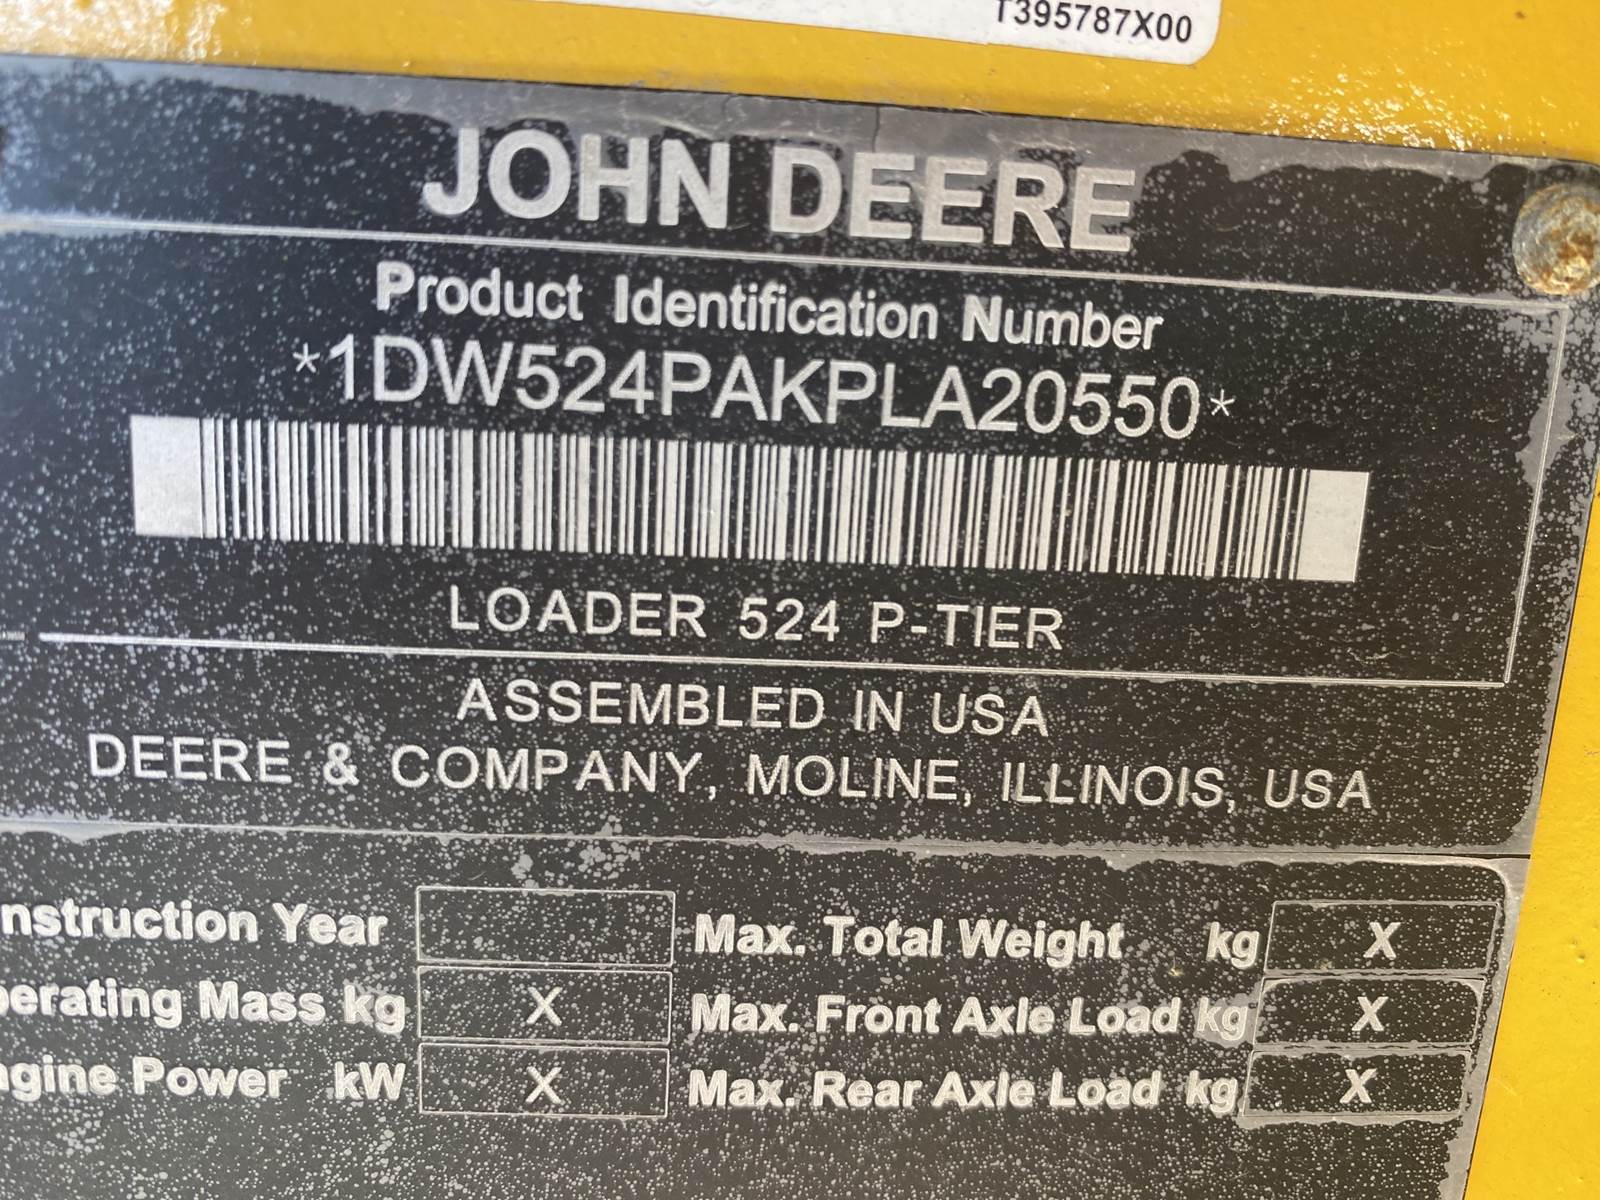 T395787X00
JOHN DEERE
Product Identification Number
*1DW524PAKPLA20550*
LOADER 524 P-TIER
ASSEMBLED IN USA
DEERE & COMPANY, MOLINE, ILLINOIS, USA
nstruction Year Max. Total Weight kg X
perating Mass kg X Max. Front Axle Load kg X
ngine Power kW X Max. Rear Axle Load kg X